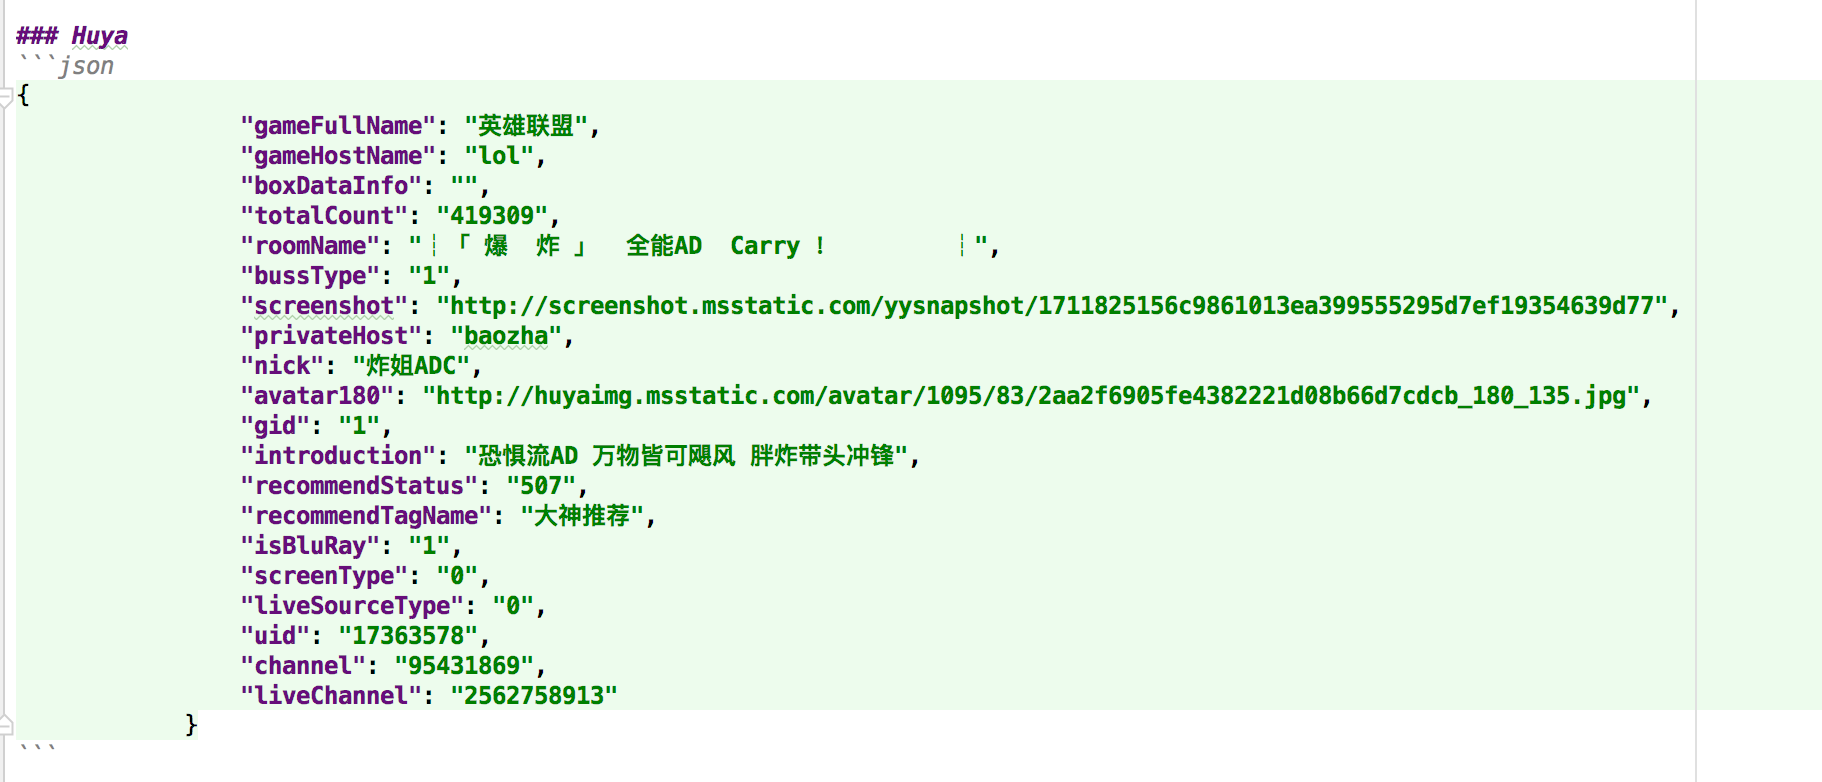 ### Huya
```json
{
"gameFullName": "英雄联盟",
"gameHostName": "lol",
"boxDataInfo": "",
"totalCount": "419309",
"roomName": "┆「 爆  炸 」  全能AD  Carry !         ┆",
"bussType": "1",
"screenshot": "http://screenshot.msstatic.com/yysnapshot/1711825156c9861013ea399555295d7ef19354639d77",
"privateHost": "baozha",
"nick": "炸姐ADC",
"avatar180": "http://huyaimg.msstatic.com/avatar/1095/83/2aa2f6905fe4382221d08b66d7cdcb_180_135.jpg",
"gid": "1",
"introduction": "恐惧流AD 万物皆可飓风 胖炸带头冲锋",
"recommendStatus": "507",
"recommendTagName": "大神推荐",
"isBluRay": "1",
"screenType": "0",
"liveSourceType": "0",
"uid": "17363578",
"channel": "95431869",
"liveChannel": "2562758913"
}
```